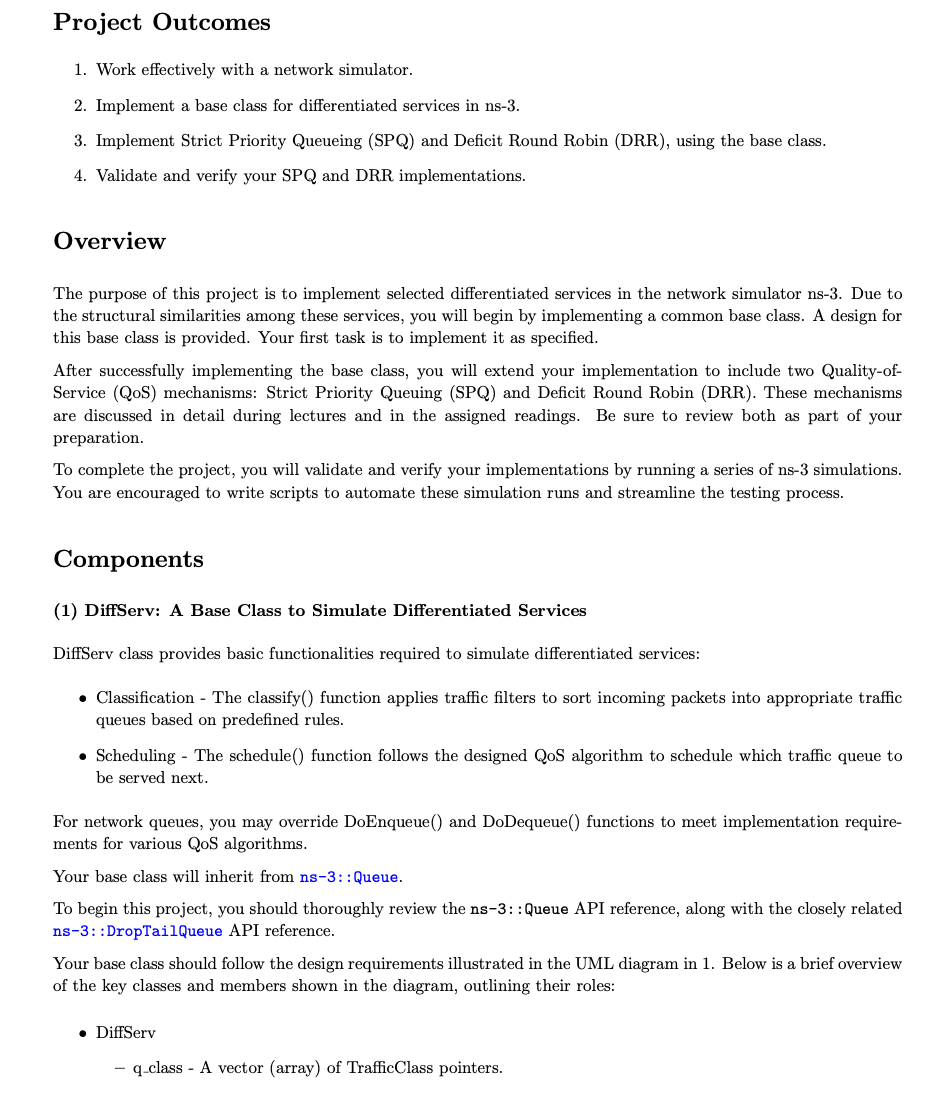 Project Outcomes
1. Work effectively with a network simulator.
2. Implement a base class for differentiated services in ns-3.
3. Implement Strict Priority Queueing (SPQ) and Deficit Round Robin (DRR), using the base class.
4. Validate and verify your SPQ and DRR implementations.
Overview
The purpose of this project is to implement selected differentiated services in the network simulator ns-3. Due to
the structural similarities among these services, you will begin by implementing a common base class. A design for
this base class is provided. Your first task is to implement it as specified.
After successfully implementing the base class, you will extend your implementation to include two Quality-of-
Service (QoS) mechanisms: Strict Priority Queuing (SPQ) and Deficit Round Robin (DRR). These mechanisms
are discussed in detail during lectures and in the assigned readings. Be sure to review both as part of your
preparation.
To complete the project, you will validate and verify your implementations by running a series of ns-3 simulations.
You are encouraged to write scripts to automate these simulation runs and streamline the testing process.
Components
(1) DiffServ: A Base Class to Simulate Differentiated Services
DiffServ class provides basic functionalities required to simulate differentiated services:
• Classification - The classify() function applies traffic filters to sort incoming packets into appropriate traffic
queues based on predefined rules.
• Scheduling - The schedule() function follows the designed QoS algorithm to schedule which traffic queue to
be served next.
For network queues, you may override DoEnqueue() and DoDequeue() functions to meet implementation require-
ments for various QoS algorithms.
Your base class will inherit from ns-3::Queue.
To begin this project, you should thoroughly review the ns-3::Queue API reference, along with the closely related
ns-3::DropTailQueue API reference.
Your base class should follow the design requirements illustrated in the UML diagram in 1. Below is a brief overview
of the key classes and members shown in the diagram, outlining their roles:
• DiffServ
– q_class - A vector (array) of TrafficClass pointers.